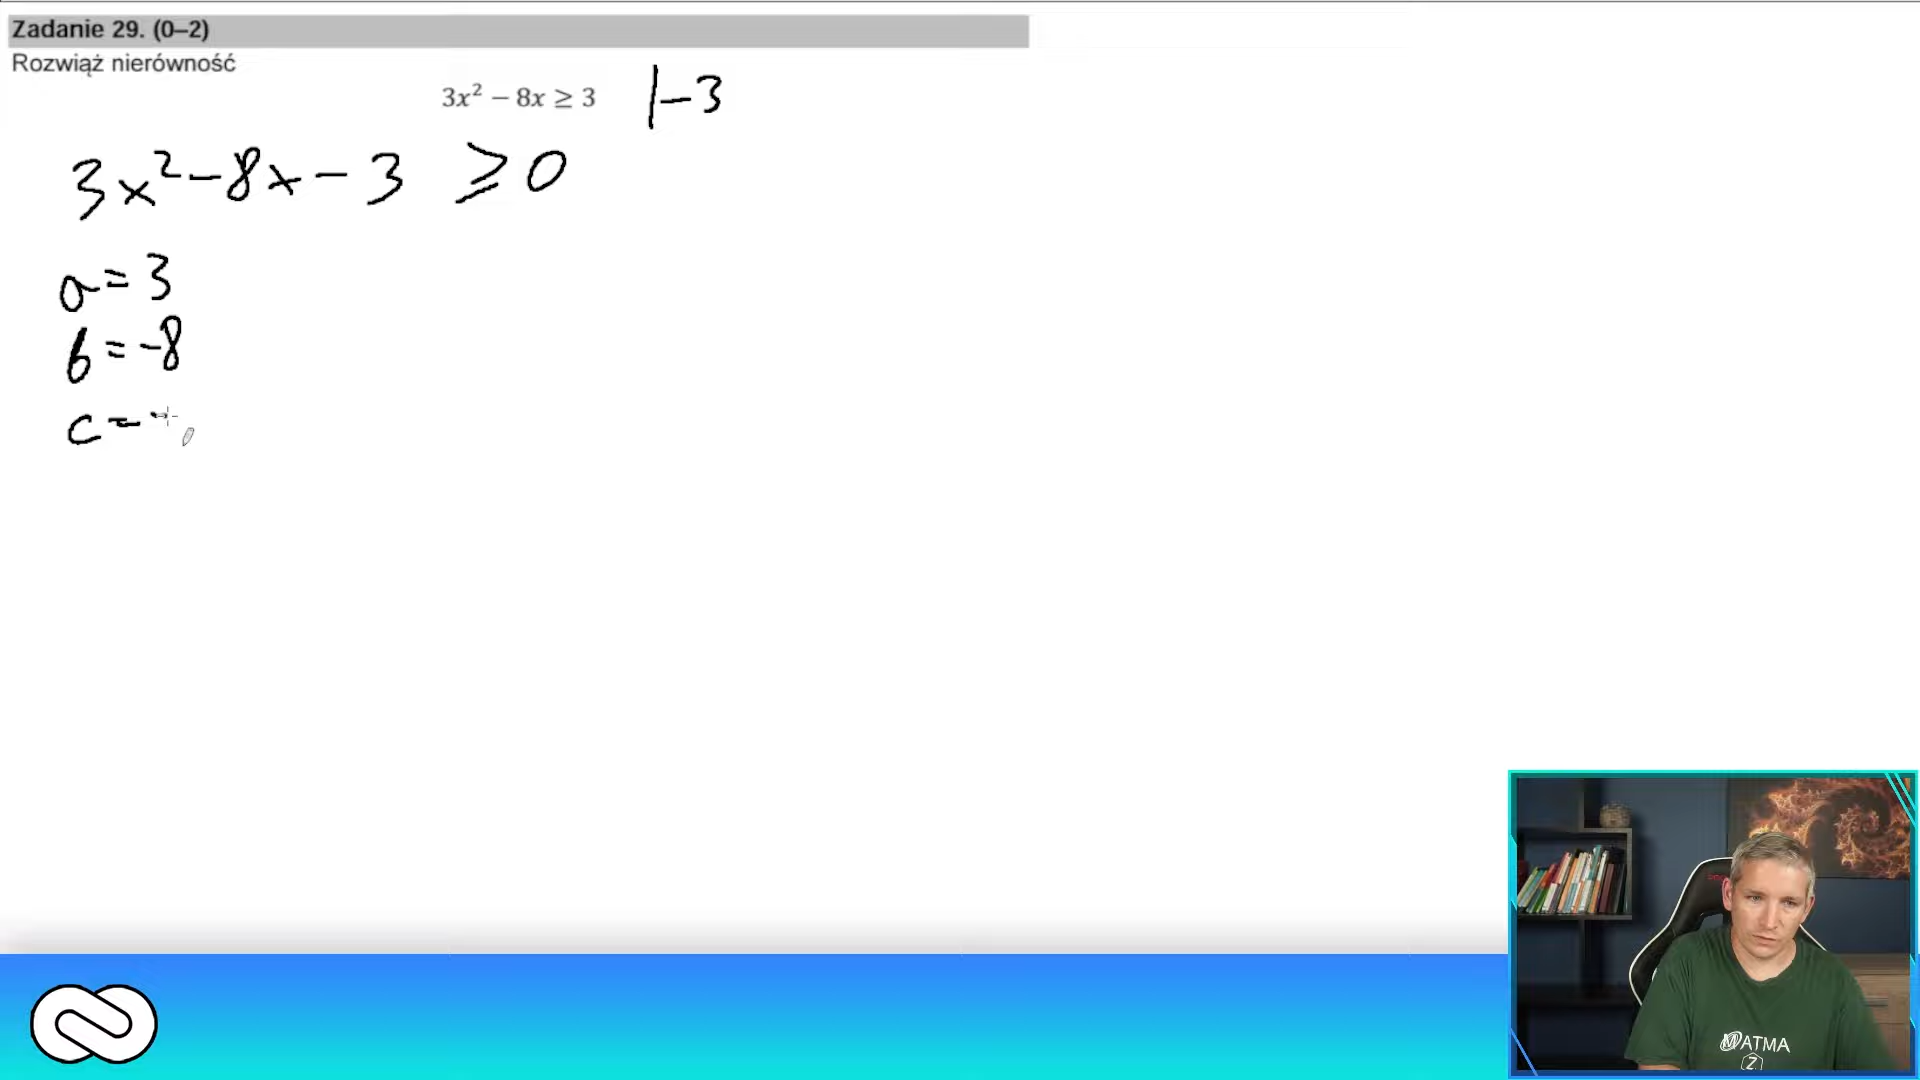 Zadanie 29. (0–2)
Rozwiąż nierówność
3x² − 8x ≥ 3 |−3
3x² − 8x − 3 ≥ 0
a = 3
b = −8
c = −
MATMA
Z